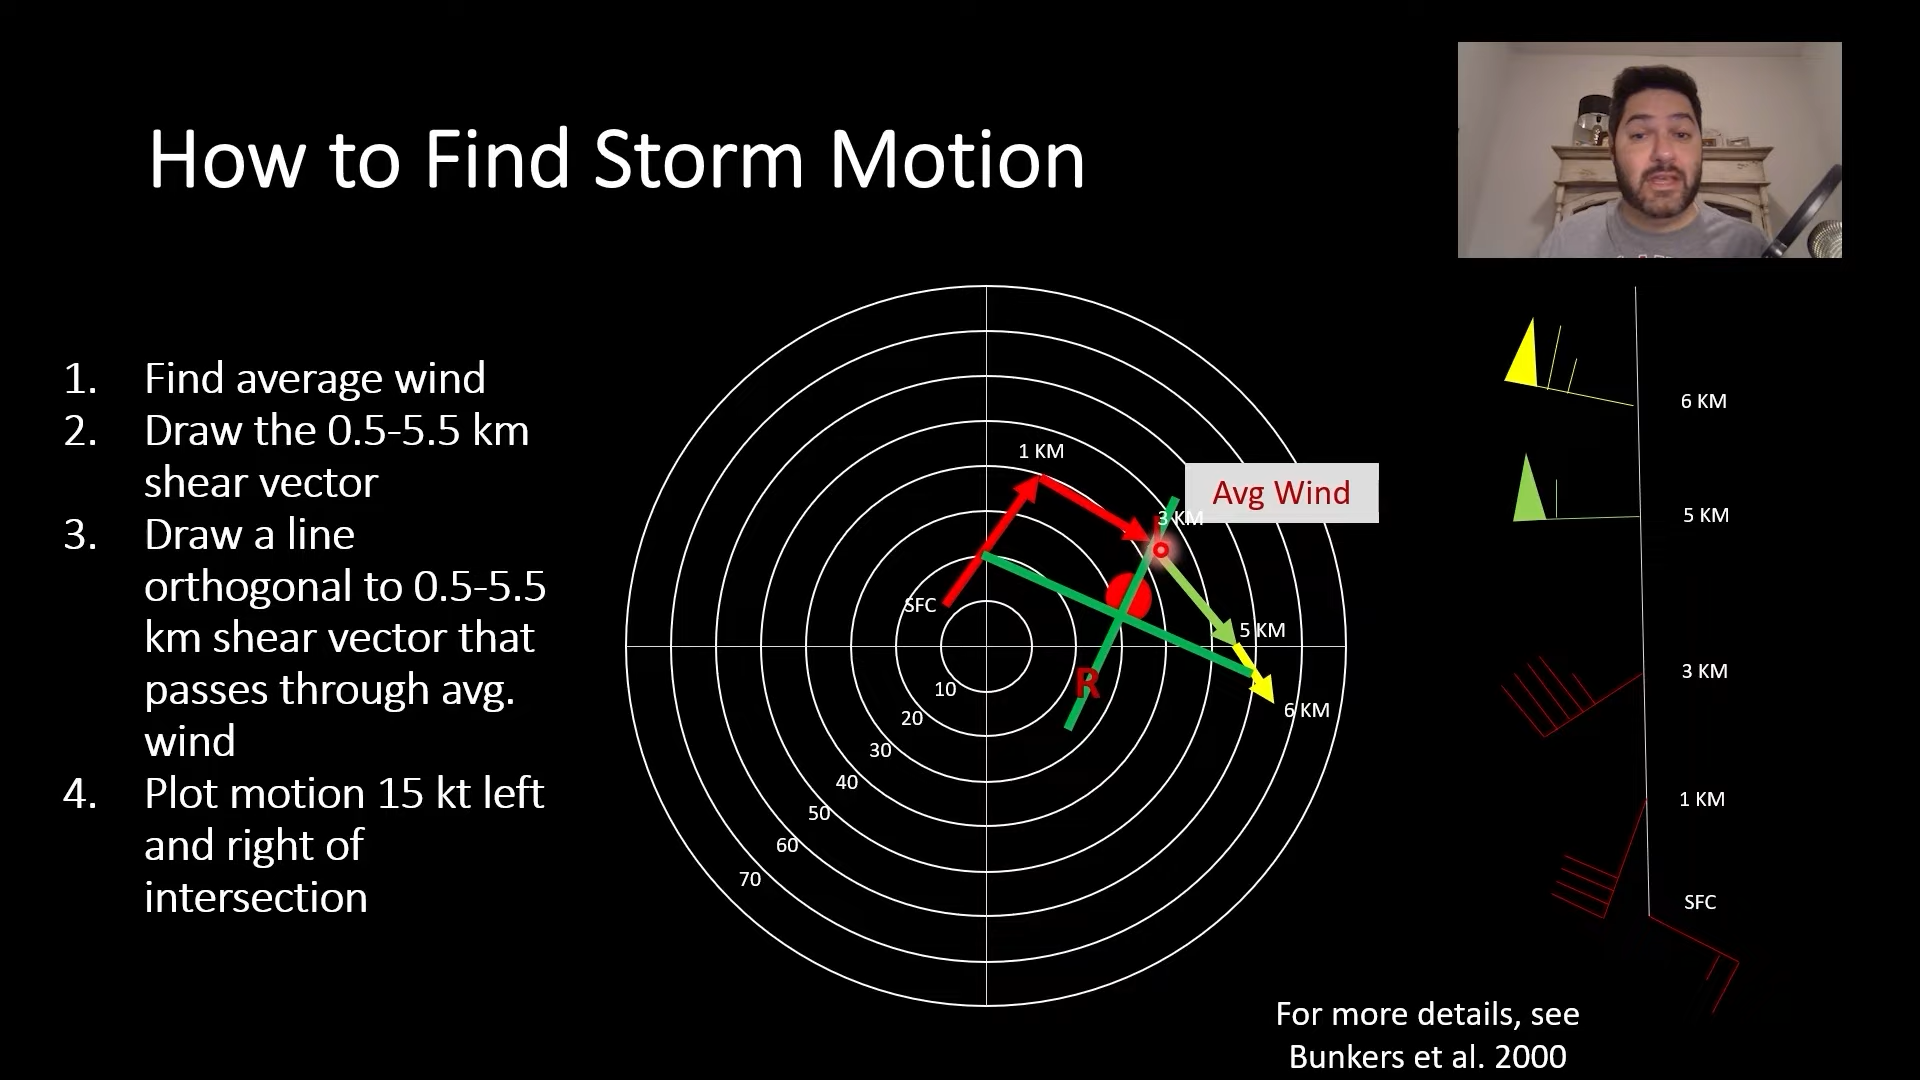 How to Find Storm Motion
1. Find average wind
2. Draw the 0.5-5.5 km
shear vector
3. Draw a line
orthogonal to 0.5-5.5
km shear vector that
passes through avg.
wind
4. Plot motion 15 kt left
and right of
intersection
1 KM
Avg Wind
3 KM
SFC
5 KM
R
6 KM
10
20
30
40
50
60
70
6 KM
5 KM
3 KM
1 KM
SFC
For more details, see
Bunkers et al. 2000